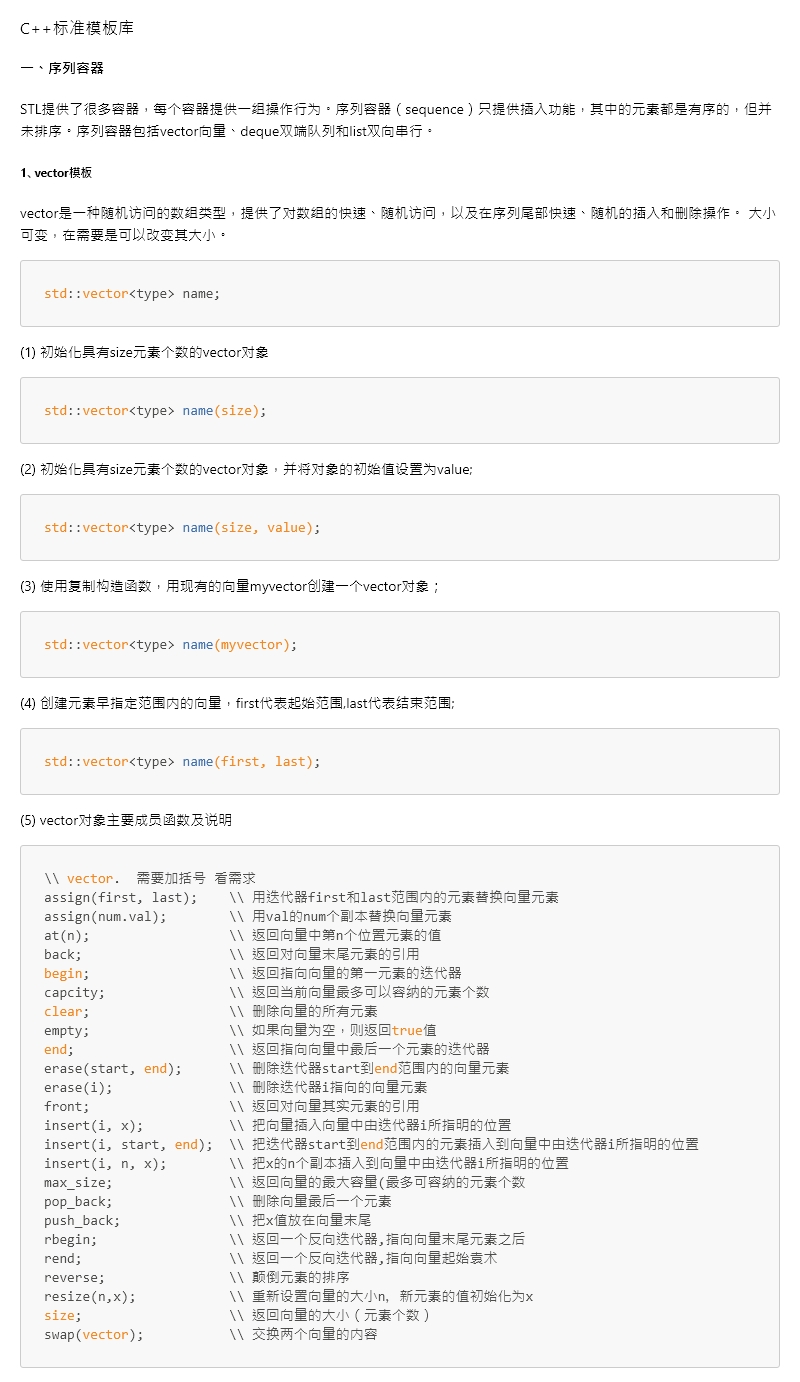 C++标准模板库
一、序列容器
STL提供了很多容器，每个容器提供一组操作行为。序列容器（sequence）只提供插入功能，其中的元素都是有序的，但并
未排序。序列容器包括vector向量、deque双端队列和list双向串行。
1、vector模板
vector是一种随机访问的数组类型，提供了对数组的快速、随机访问，以及在序列尾部快速、随机的插入和删除操作。 大小
可变，在需要是可以改变其大小。
std::vector<type> name;
(1) 初始化具有size元素个数的vector对象
std::vector<type> name(size);
(2) 初始化具有size元素个数的vector对象，并将对象的初始值设置为value;
std::vector<type> name(size, value);
(3) 使用复制构造函数，用现有的向量myvector创建一个vector对象；
std::vector<type> name(myvector);
(4) 创建元素早指定范围内的向量，first代表起始范围,last代表结束范围;
std::vector<type> name(first, last);
(5) vector对象主要成员函数及说明
\\ vector.  需要加括号 看需求
assign(first, last);    \\ 用迭代器first和last范围内的元素替换向量元素
assign(num.val);        \\ 用val的num个副本替换向量元素
at(n);                  \\ 返回向量中第n个位置元素的值
back;                   \\ 返回对向量末尾元素的引用
begin;                  \\ 返回指向向量的第一元素的迭代器
capcity;                \\ 返回当前向量最多可以容纳的元素个数
clear;                  \\ 删除向量的所有元素
empty;                  \\ 如果向量为空，则返回true值
end;                    \\ 返回指向向量中最后一个元素的迭代器
erase(start, end);      \\ 删除迭代器start到end范围内的向量元素
erase(i);               \\ 删除迭代器i指向的向量元素
front;                  \\ 返回对向量其实元素的引用
insert(i, x);           \\ 把向量插入向量中由迭代器i所指明的位置
insert(i, start, end);  \\ 把迭代器start到end范围内的元素插入到向量中由迭代器i所指明的位置
insert(i, n, x);        \\ 把x的n个副本插入到向量中由迭代器i所指明的位置
max_size;               \\ 返回向量的最大容量(最多可容纳的元素个数
pop_back;               \\ 删除向量最后一个元素
push_back;              \\ 把x值放在向量末尾
rbegin;                 \\ 返回一个反向迭代器,指向向量末尾元素之后
rend;                   \\ 返回一个反向迭代器,指向向量起始袁术
reverse;                \\ 颠倒元素的排序
resize(n,x);            \\ 重新设置向量的大小n, 新元素的值初始化为x
size;                   \\ 返回向量的大小（元素个数）
swap(vector);           \\ 交换两个向量的内容